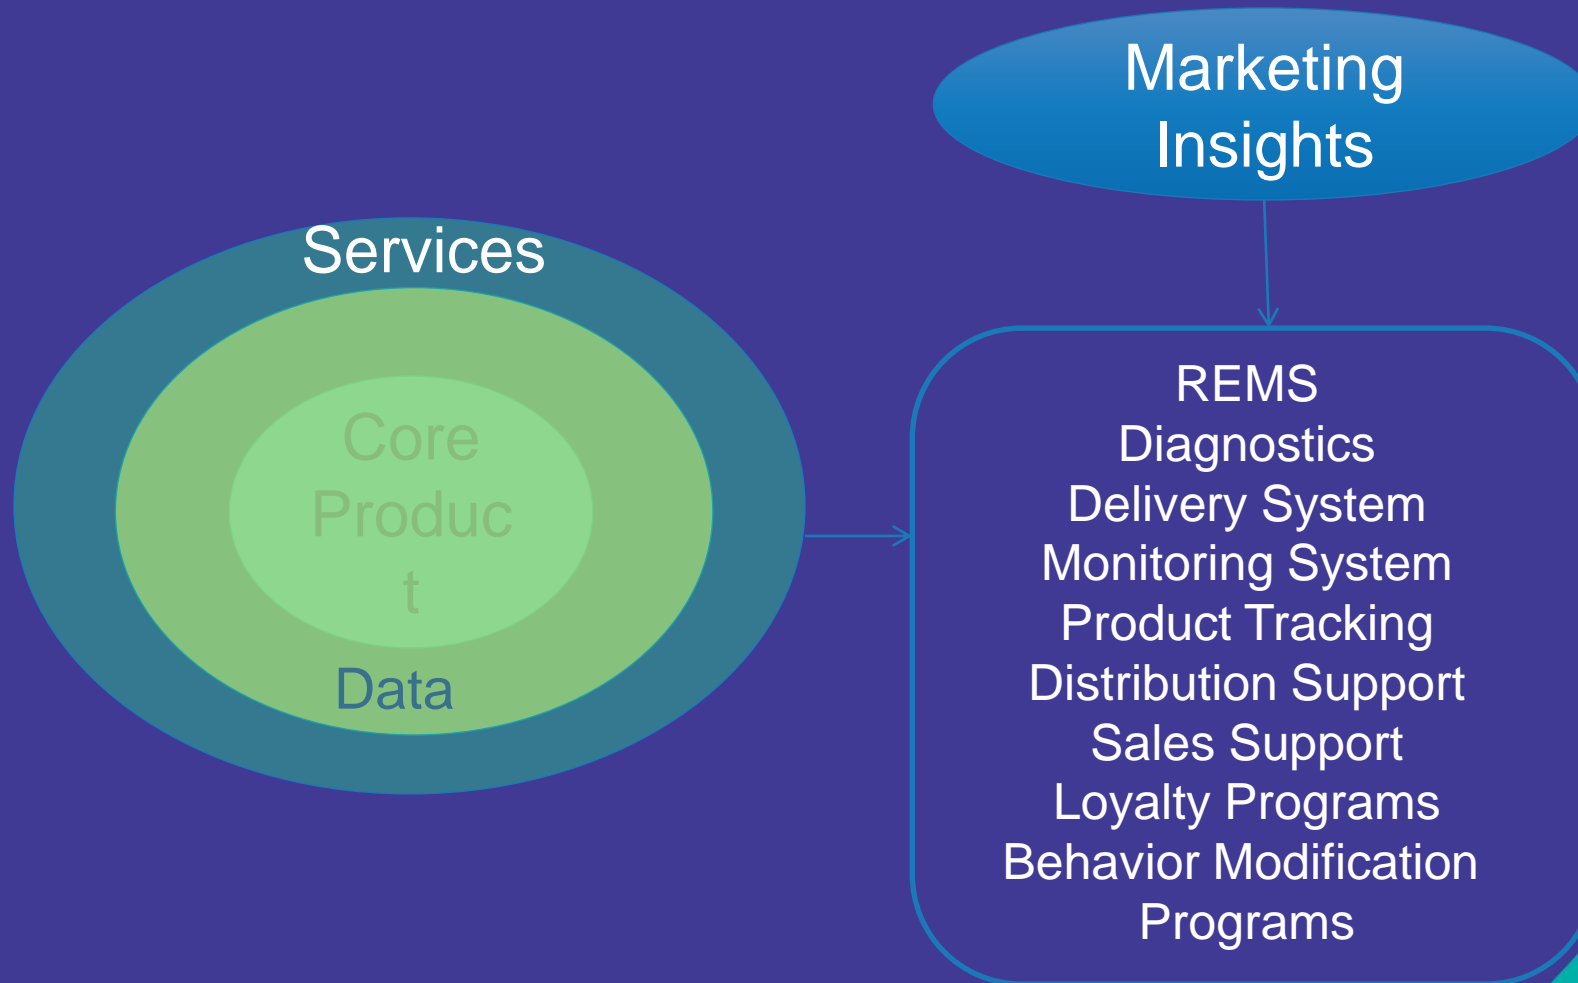 Marketing
Insights
Services
Core
Produc
t
Data
REMS
Diagnostics
Delivery System
Monitoring System
Product Tracking
Distribution Support
Sales Support
Loyalty Programs
Behavior Modification
Programs